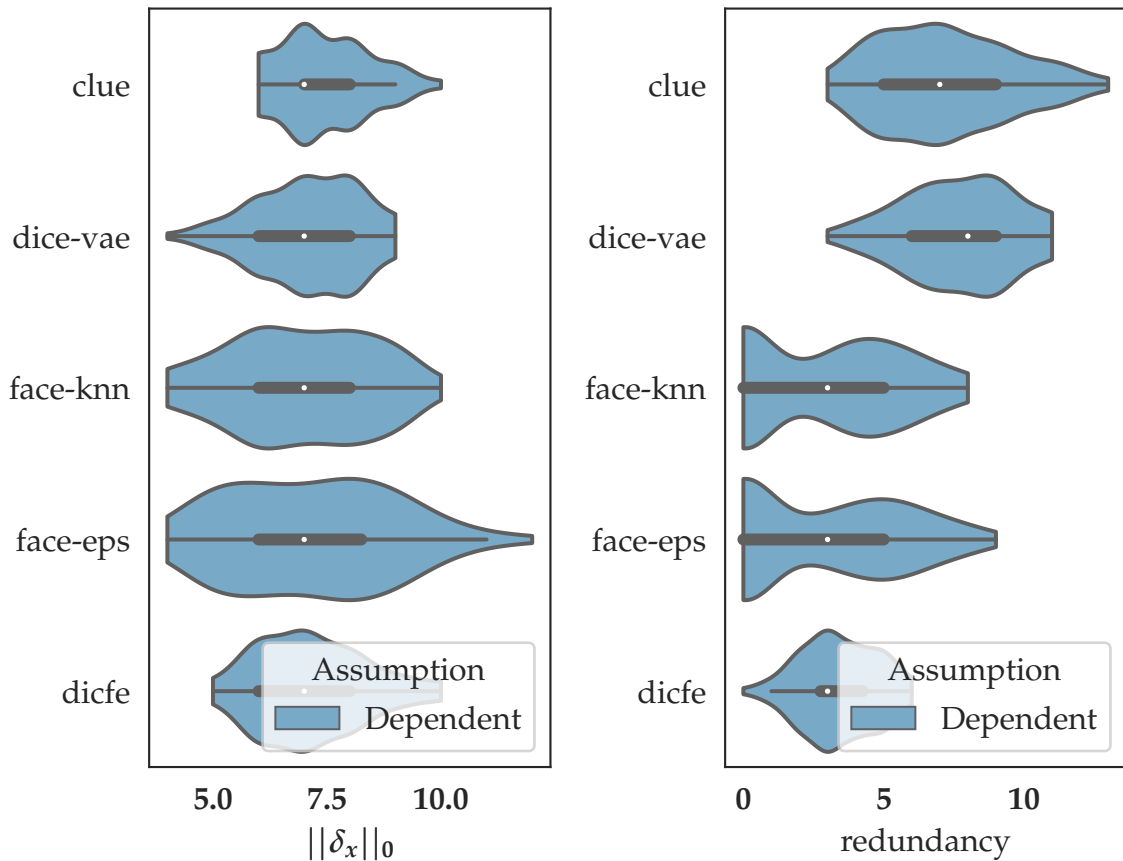 clue
dice-vae
face-knn
face-eps
dicfe
Assumption
Dependent
5.0 7.5 10.0
||δₓ||₀
clue
dice-vae
face-knn
face-eps
dicfe
Assumption
Dependent
0 5 10
redundancy